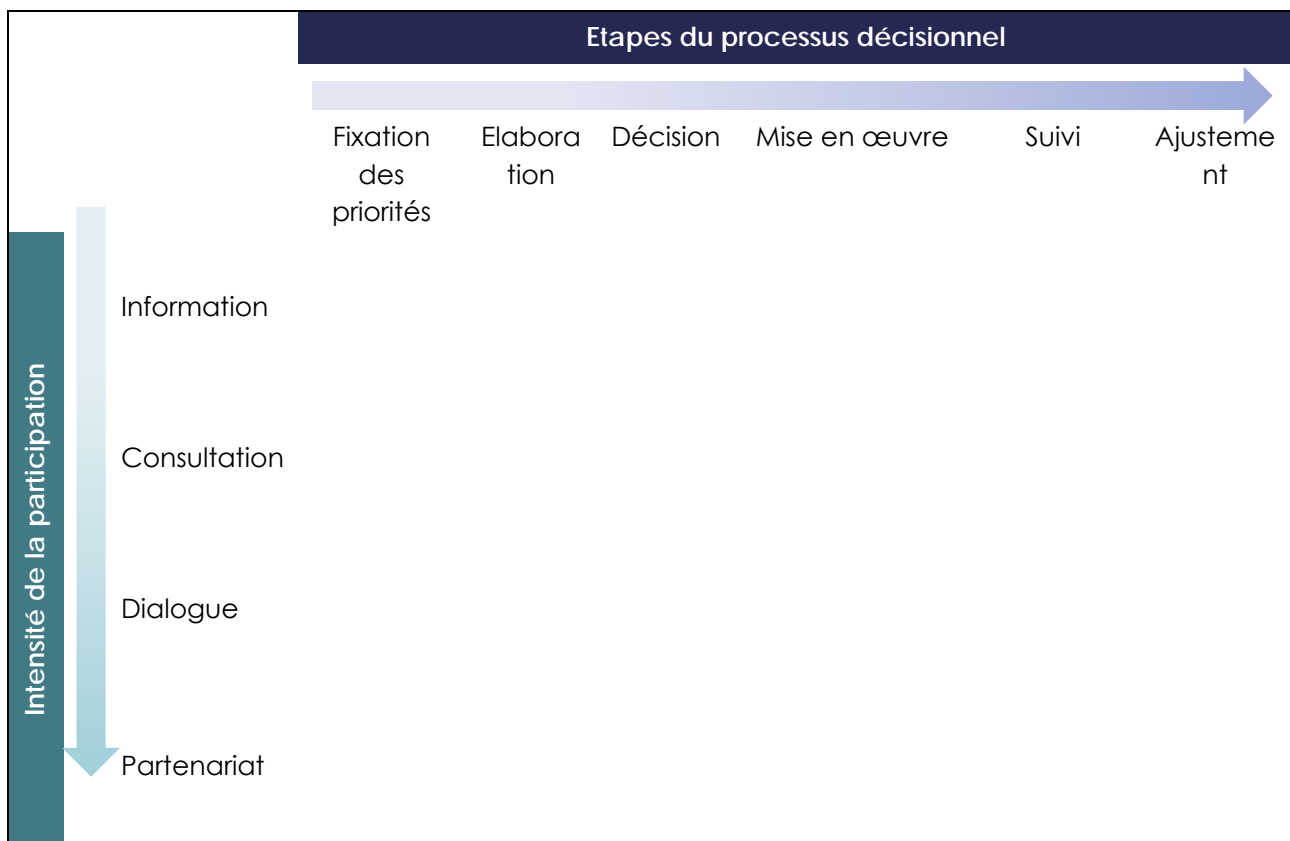 Etapes du processus décisionnel
Fixation des priorités
Elabora
tion
Décision
Mise en œuvre
Suivi
Ajusteme
nt
Intensité de la participation
Information
Consultation
Dialogue
Partenariat